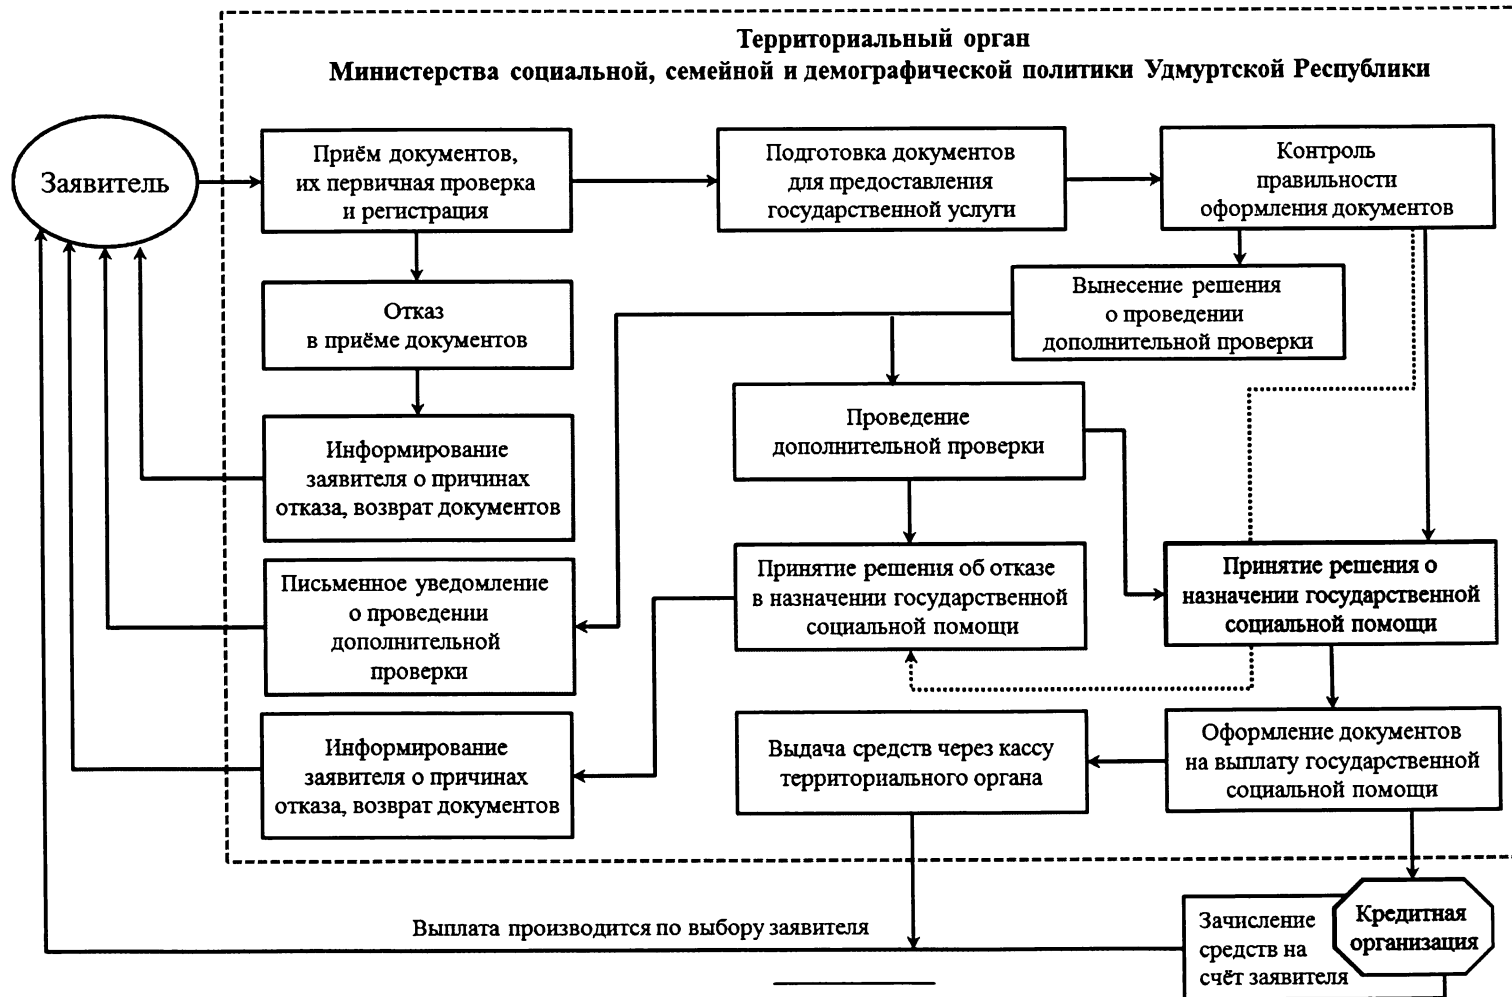 Территориальный орган
Министерства социальной, семейной и демографической политики Удмуртской Республики
Заявитель
Приём документов,
их первичная проверка
и регистрация
Подготовка документов
для предоставления
государственной услуги
Контроль
правильности
оформления документов
Отказ
в приёме документов
Вынесение решения
о проведении
дополнительной проверки
Проведение
дополнительной проверки
Информирование
заявителя о причинах
отказа, возврат документов
Письменное уведомление
о проведении
дополнительной
проверки
Принятие решения об отказе
в назначении государственной
социальной помощи
Принятие решения о
назначении государственной
социальной помощи
Информирование
заявителя о причинах
отказа, возврат документов
Выдача средств через кассу
территориального органа
Оформление документов
на выплату государственной
социальной помощи
Выплата производится по выбору заявителя
Зачисление
средств на
счёт заявителя
Кредитная
организация